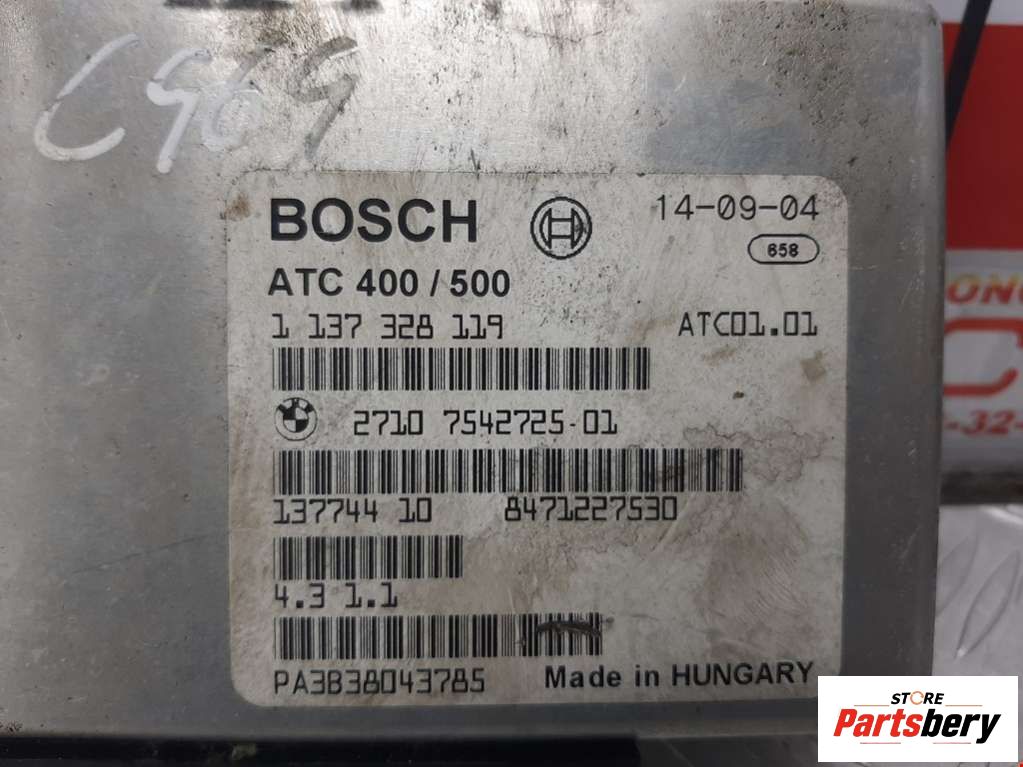 C969
BOSCH
14-09-04
658
ATC 400 / 500
1 137 328 119
ATC01.01
2710 7542725-01
137744 10 8471227530
4.3 1.1
PA3B38043785
Made in HUNGARY
STORE
Partsbery